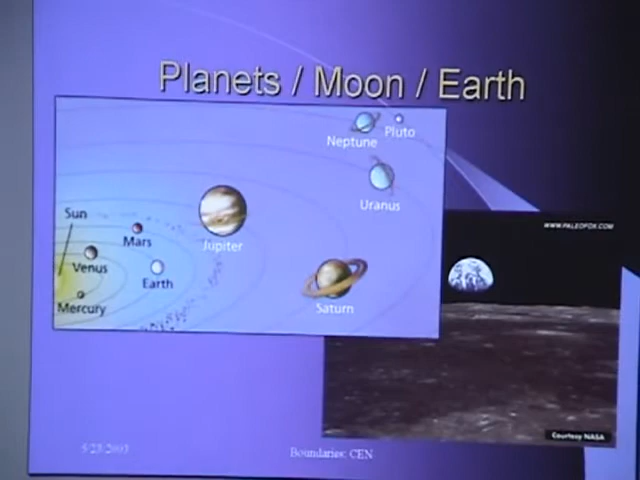 Planets / Moon / Earth
Neptune
Pluto
Uranus
Sun
Mars
Jupiter
Venus
Earth
Mercury
Saturn
WWW.PALEOFOX.COM
Courtesy NASA
Boundaries: CEN